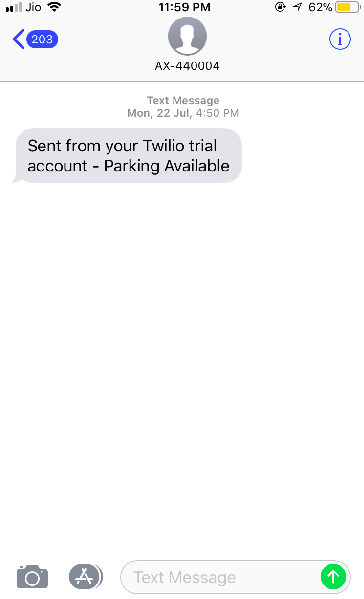 Jio 11:59 PM 62%
203
AX-440004
Text Message
Mon, 22 Jul, 4:50 PM
Sent from your Twilio trial
account - Parking Available
Text Message